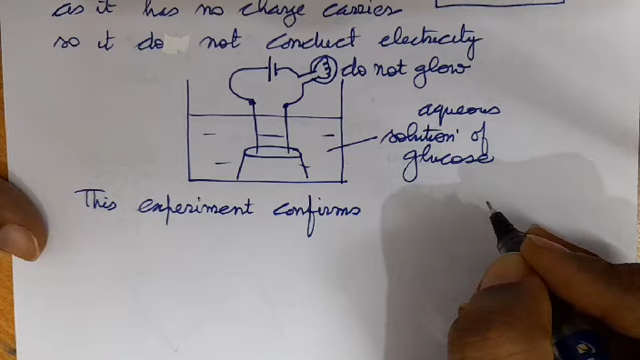 as it has no charge carrier
so it do not conduct electricity
do not glow
aqueous
solution of
glucose
This experiment confirms